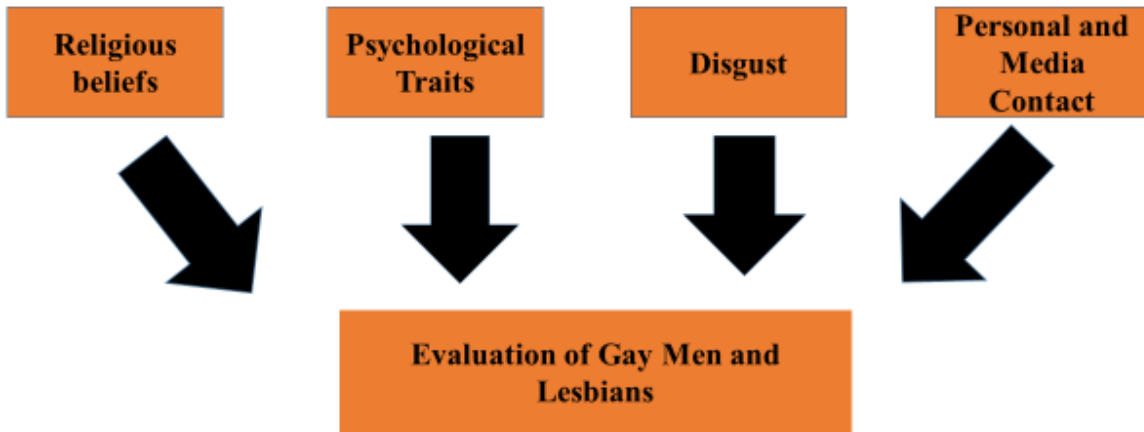 Religious
beliefs
Psychological
Traits
Disgust
Personal and
Media
Contact
Evaluation of Gay Men and
Lesbians